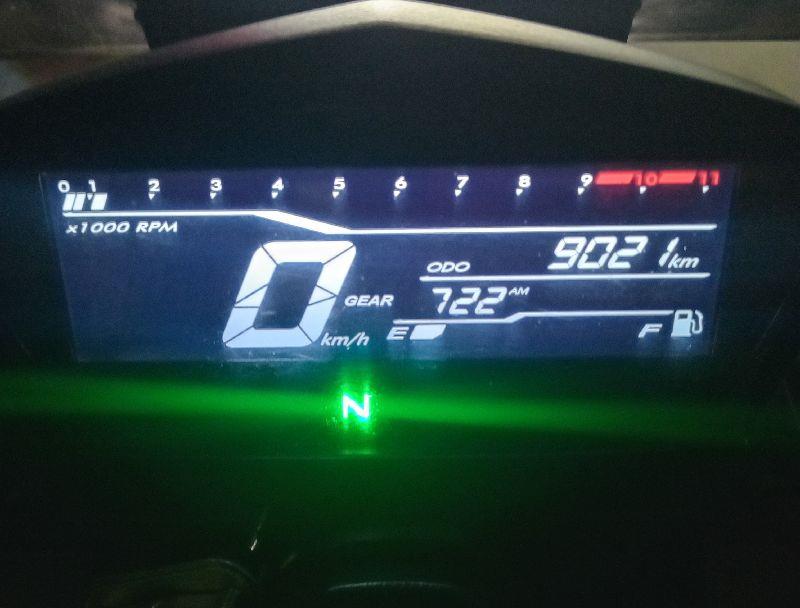 0 1 2 3 4 5 6 7 8 9 10 11
x1000 RPM
ODO 9021 km
0 GEAR 722 AM
km/h E F
N